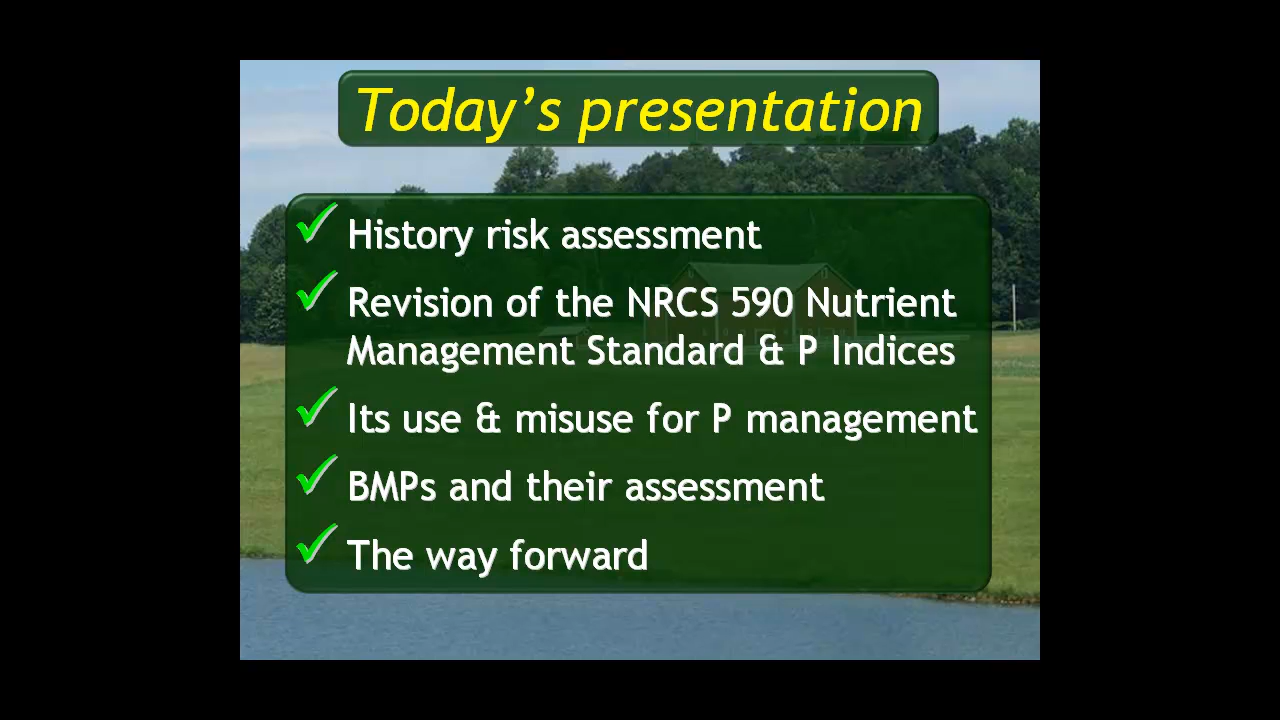 Today's presentation
✓ History risk assessment
✓ Revision of the NRCS 590 Nutrient
Management Standard & P Indices
✓ Its use & misuse for P management
✓ BMPs and their assessment
✓ The way forward